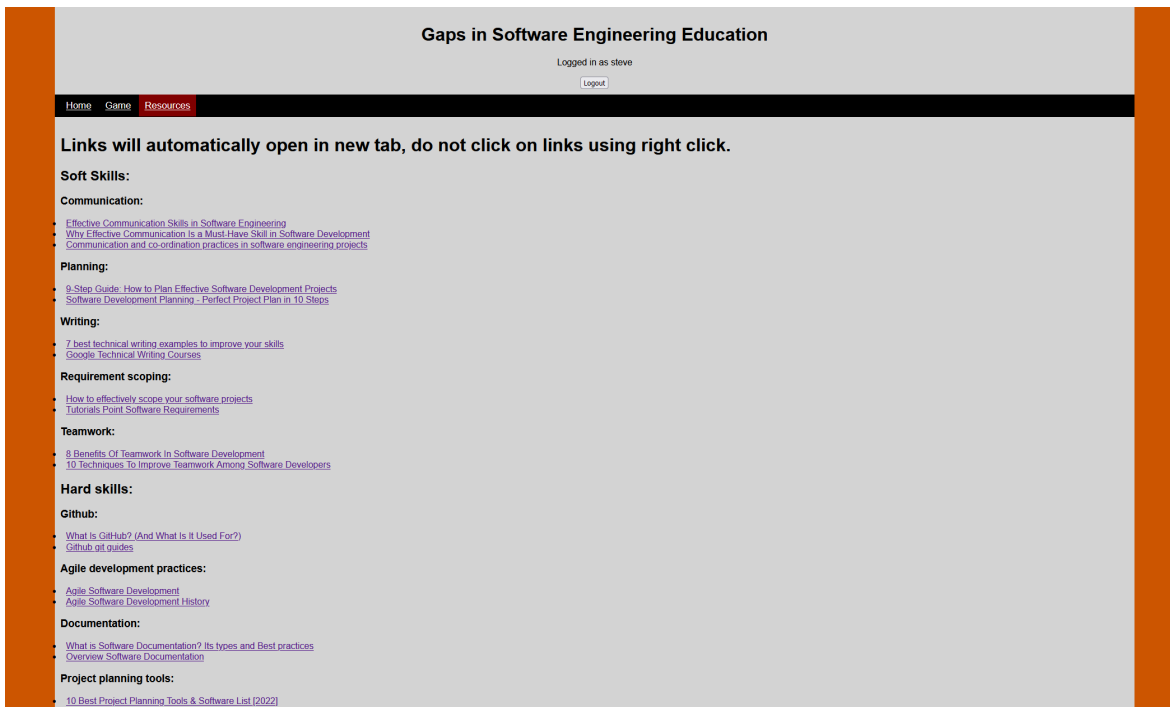 Gaps in Software Engineering Education
Logged in as steve
Logout
Home Game Resources
Links will automatically open in new tab, do not click on links using right click.
Soft Skills:
Communication:
Effective Communication Skills in Software Engineering
Why Effective Communication Is a Must-Have Skill in Software Development
Communication and co-ordination practices in software engineering projects
Planning:
9-Step Guide: How to Plan Effective Software Development Projects
Software Development Planning - Perfect Project Plan in 10 Steps
Writing:
7 best technical writing examples to improve your skills
Google Technical Writing Courses
Requirement scoping:
How to effectively scope your software projects
Tutorials Point Software Requirements
Teamwork:
8 Benefits Of Teamwork In Software Development
10 Techniques To Improve Teamwork Among Software Developers
Hard skills:
Github:
What Is GitHub? (And What Is It Used For?)
Github git guides
Agile development practices:
Agile Software Development
Agile Software Development History
Documentation:
What is Software Documentation? Its types and Best practices
Overview Software Documentation
Project planning tools:
10 Best Project Planning Tools & Software List [2022]